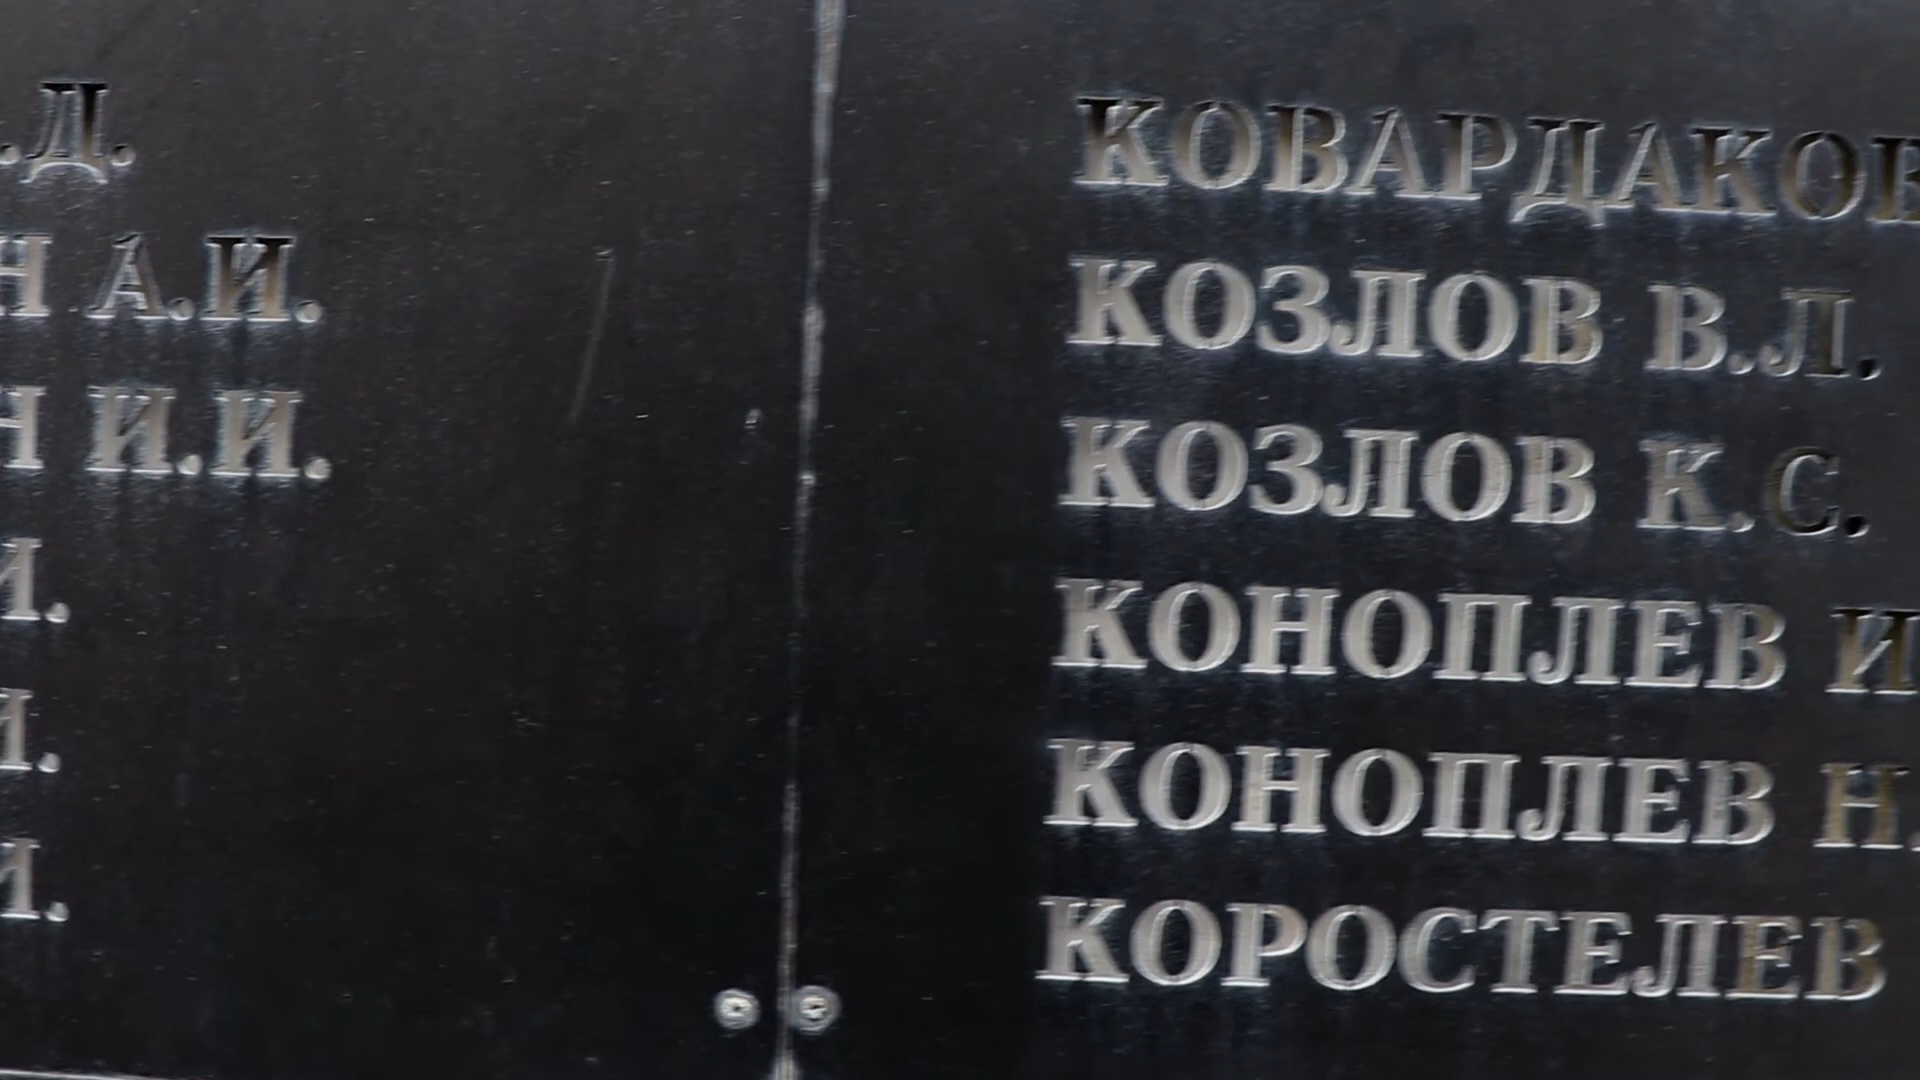 .Д.
Н А.И.
Н И.И.
И.
И.
И.
КОВАРДАКОВ
КОЗЛОВ В.Л.
КОЗЛОВ К.С.
КОНОПЛЕВ И
КОНОПЛЕВ Н.
КОРОСТЕЛЕВ